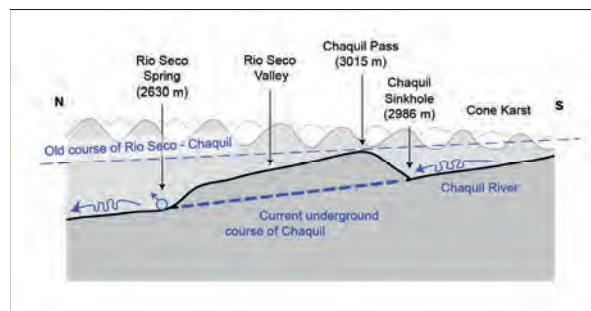 Chaquil Pass
(3015 m)
Rio Seco
Spring
(2630 m)
Rio Seco
Valley
Chaquil
Sinkhole
(2986 m)
N
Cone Karst
S
Old course of Rio Seco - Chaquil
Chaquil River
Current underground
course of Chaquil